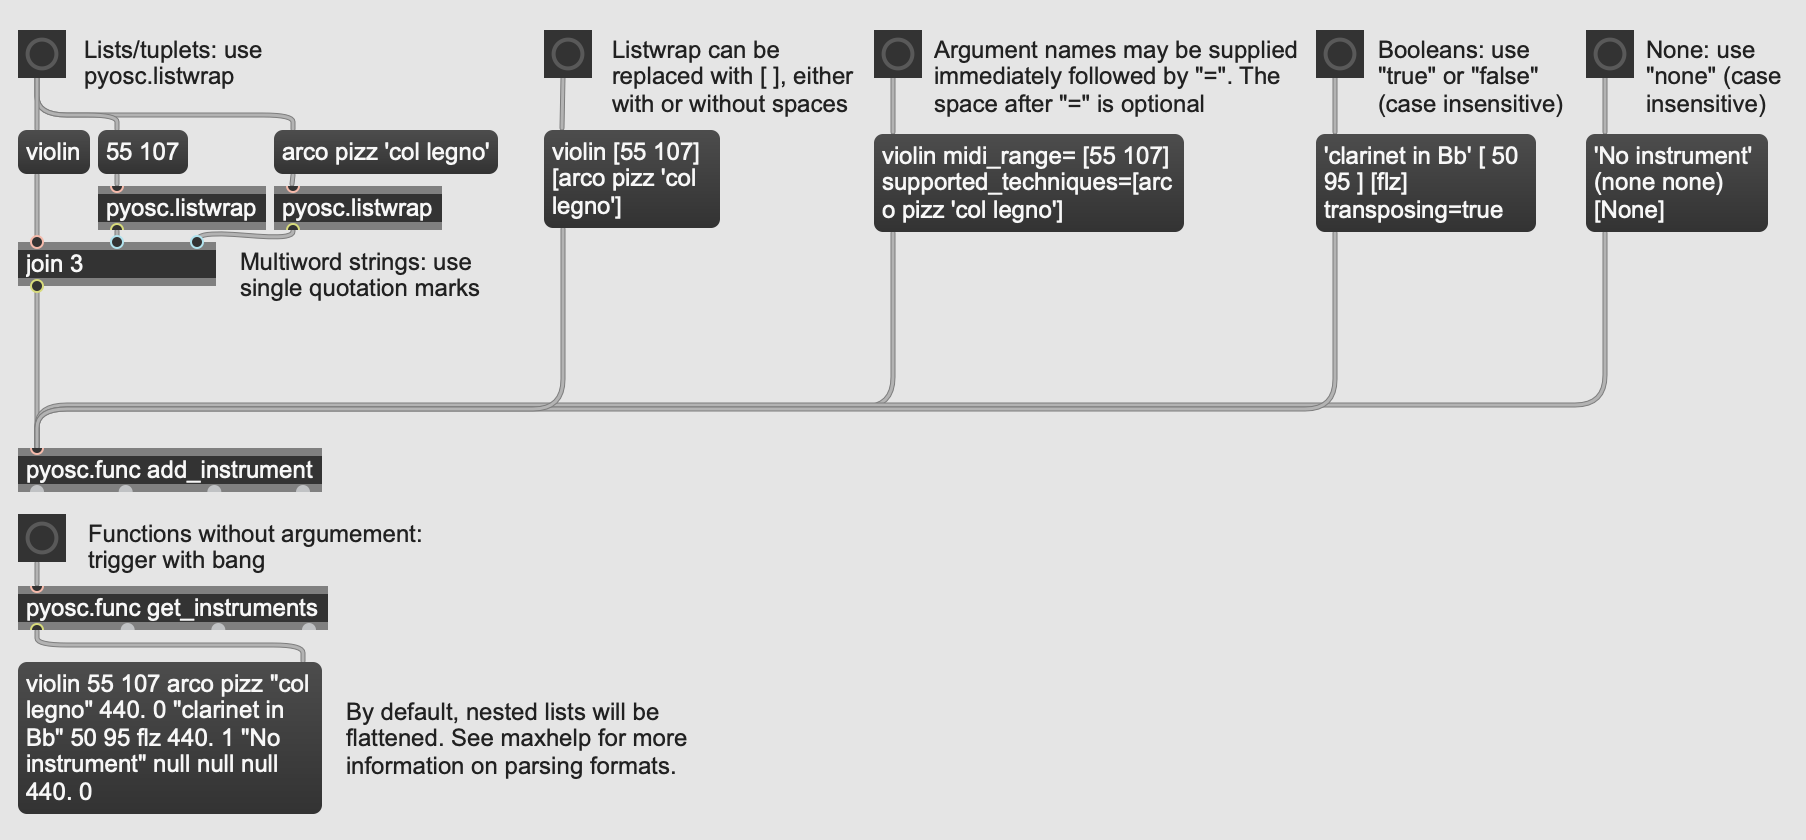 Lists/tuplets: use
pyosc.listwrap
violin
55 107
arco pizz 'col legno'
pyosc.listwrap
pyosc.listwrap
join 3
Multiword strings: use
single quotation marks
Listwrap can be
replaced with [ ], either
with or without spaces
violin [55 107]
[arco pizz 'col
legno']
Argument names may be supplied
immediately followed by "=". The
space after "=" is optional
violin midi_range= [55 107]
supported_techniques=[arc
o pizz 'col legno']
Booleans: use
"true" or "false"
(case insensitive)
'clarinet in Bb' [ 50
95 ] [flz]
transposing=true
None: use
"none" (case
insensitive)
'No instrument'
(none none)
[None]
pyosc.func add_instrument
Functions without argumement:
trigger with bang
pyosc.func get_instruments
violin 55 107 arco pizz "col
legno" 440. 0 "clarinet in
Bb" 50 95 flz 440. 1 "No
instrument" null null null
440. 0
By default, nested lists will be
flattened. See maxhelp for more
information on parsing formats.